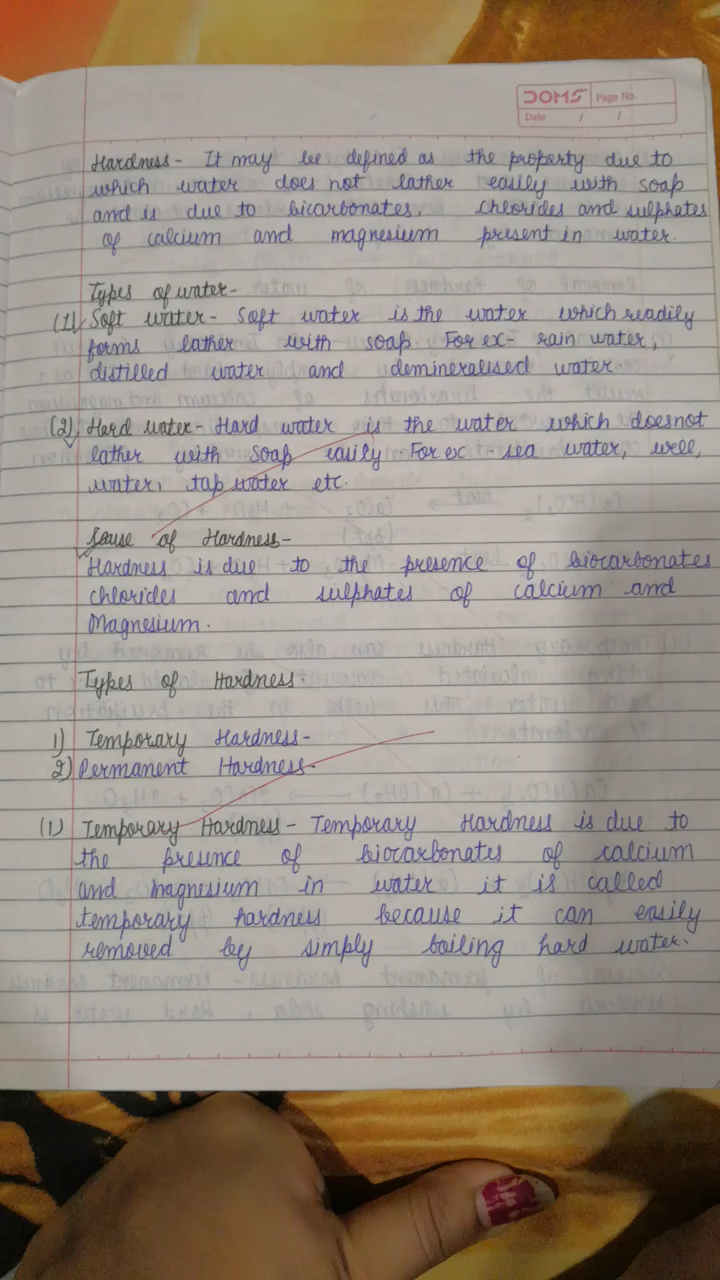 DOMS Page No.
Date / /
Hardness - It may be defined as the property due to
which water does not lather easily with soap
and is due to bicarbonates, chlorides and sulphates
of calcium and magnesium present in water.
Types of water-
(1) Soft water - Soft water is the water which readily
forms lather with soap For ex- rain water,
distilled water and demineralised water
(2) Hard water - Hard water is the water which doesnot
lather with soap easily For ex sea water, well,
water, tap water etc.
Cause of Hardness-
Hardness is due to the presence of biocarbonates
chlorides and sulphates of calcium and
Magnesium.
Types of Hardness.
1) Temporary Hardness-
2) Permanent Hardness-
(1) Temporary Hardness - Temporary Hardness is due to
the presence of biocarbonates of calcium
and magnesium in water it is called
temporary hardness because it can easily
removed by simply boiling hard water.